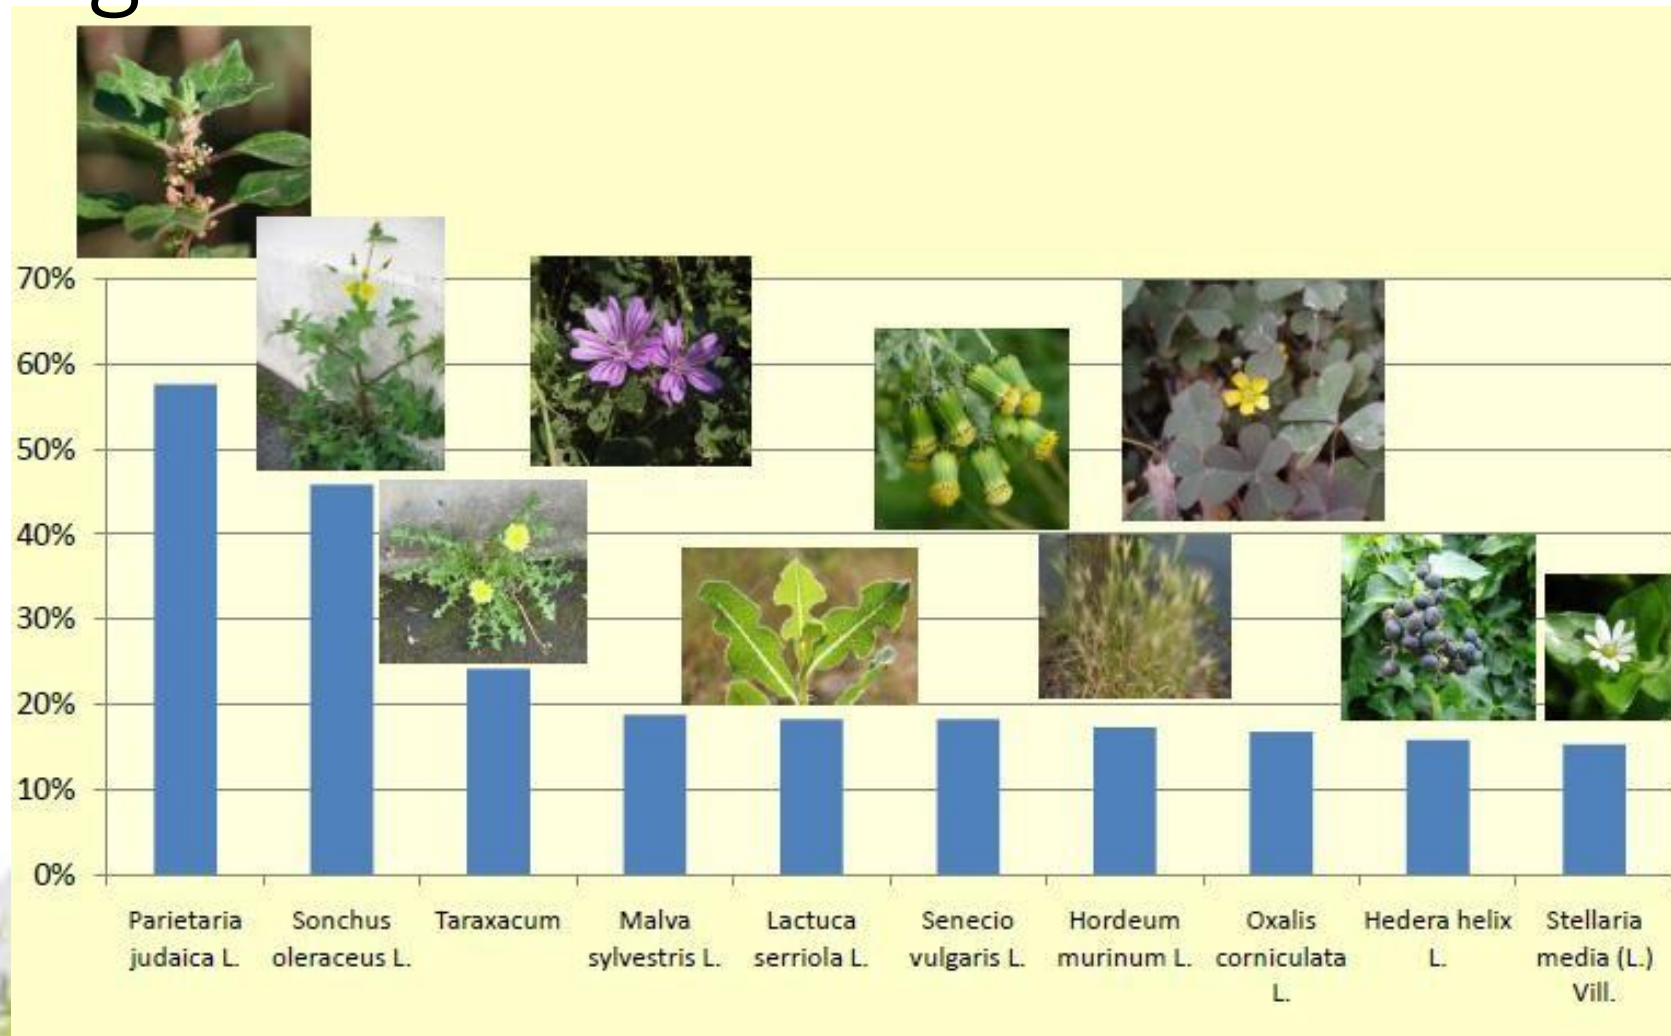 g
70%
60%
50%
40%
30%
20%
10%
0%
Parietaria
judaica L.
Sonchus
oleraceus L.
Taraxacum
Malva
sylvestris L.
Lactuca
serriola L.
Senecio
vulgaris L.
Hordeum
murinum L.
Oxalis
corniculata
L.
Hedera helix
L.
Stellaria
media (L.)
Vill.